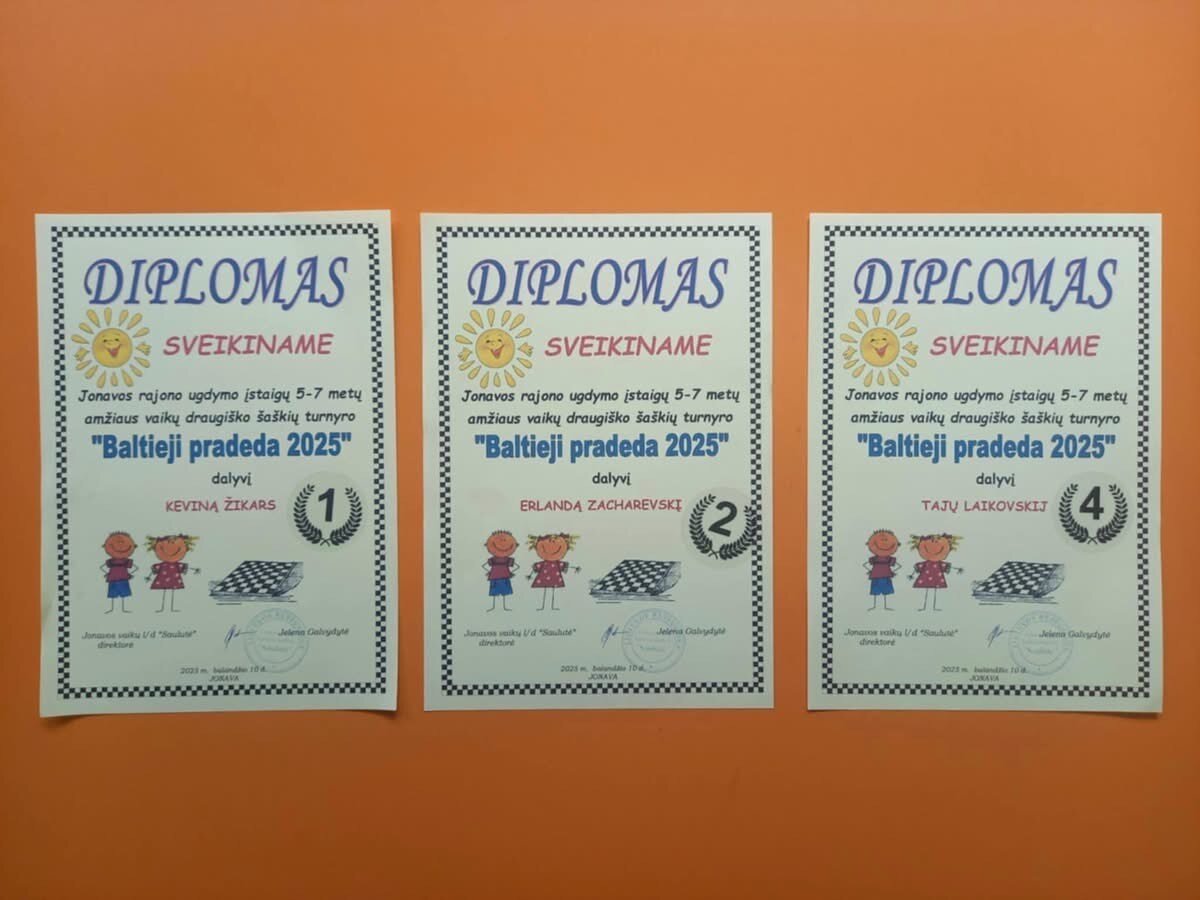 DIPLOMAS
SVEIKINAME
Jonavos rajono ugdymo įstaigų 5-7 metų
amžiaus vaikų draugiško šaškių turnyro
"Baltieji pradeda 2025"
dalyvį
KEVINĄ ŽIKARS
1
Jonavos vaikų l/d "Saulutė"
direktorė
Jelena Galvydytė
2025 m. balandžio 10 d.
JONAVA
DIPLOMAS
SVEIKINAME
Jonavos rajono ugdymo įstaigų 5-7 metų
amžiaus vaikų draugiško šaškių turnyro
"Baltieji pradeda 2025"
dalyvį
ERLANDĄ ZACHAREVSKĮ
2
Jonavos vaikų l/d "Saulutė"
direktorė
Jelena Galvydytė
2025 m. balandžio 10 d.
JONAVA
DIPLOMAS
SVEIKINAME
Jonavos rajono ugdymo įstaigų 5-7 metų
amžiaus vaikų draugiško šaškių turnyro
"Baltieji pradeda 2025"
dalyvį
TAJŲ LAIKOVSKIJ
4
Jonavos vaikų l/d "Saulutė"
direktorė
Jelena Galvydytė
2025 m. balandžio 10 d.
JONAVA